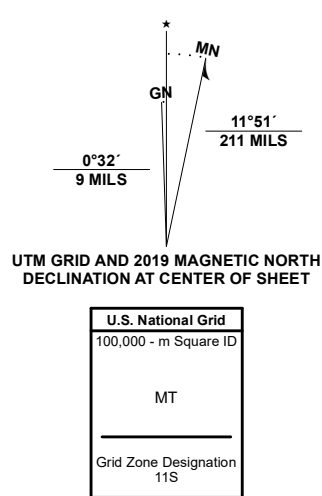 ★
MN
GN
11°51´
211 MILS
0°32´
9 MILS
UTM GRID AND 2019 MAGNETIC NORTH
DECLINATION AT CENTER OF SHEET
U.S. National Grid
100,000 - m Square ID
MT
Grid Zone Designation
11S